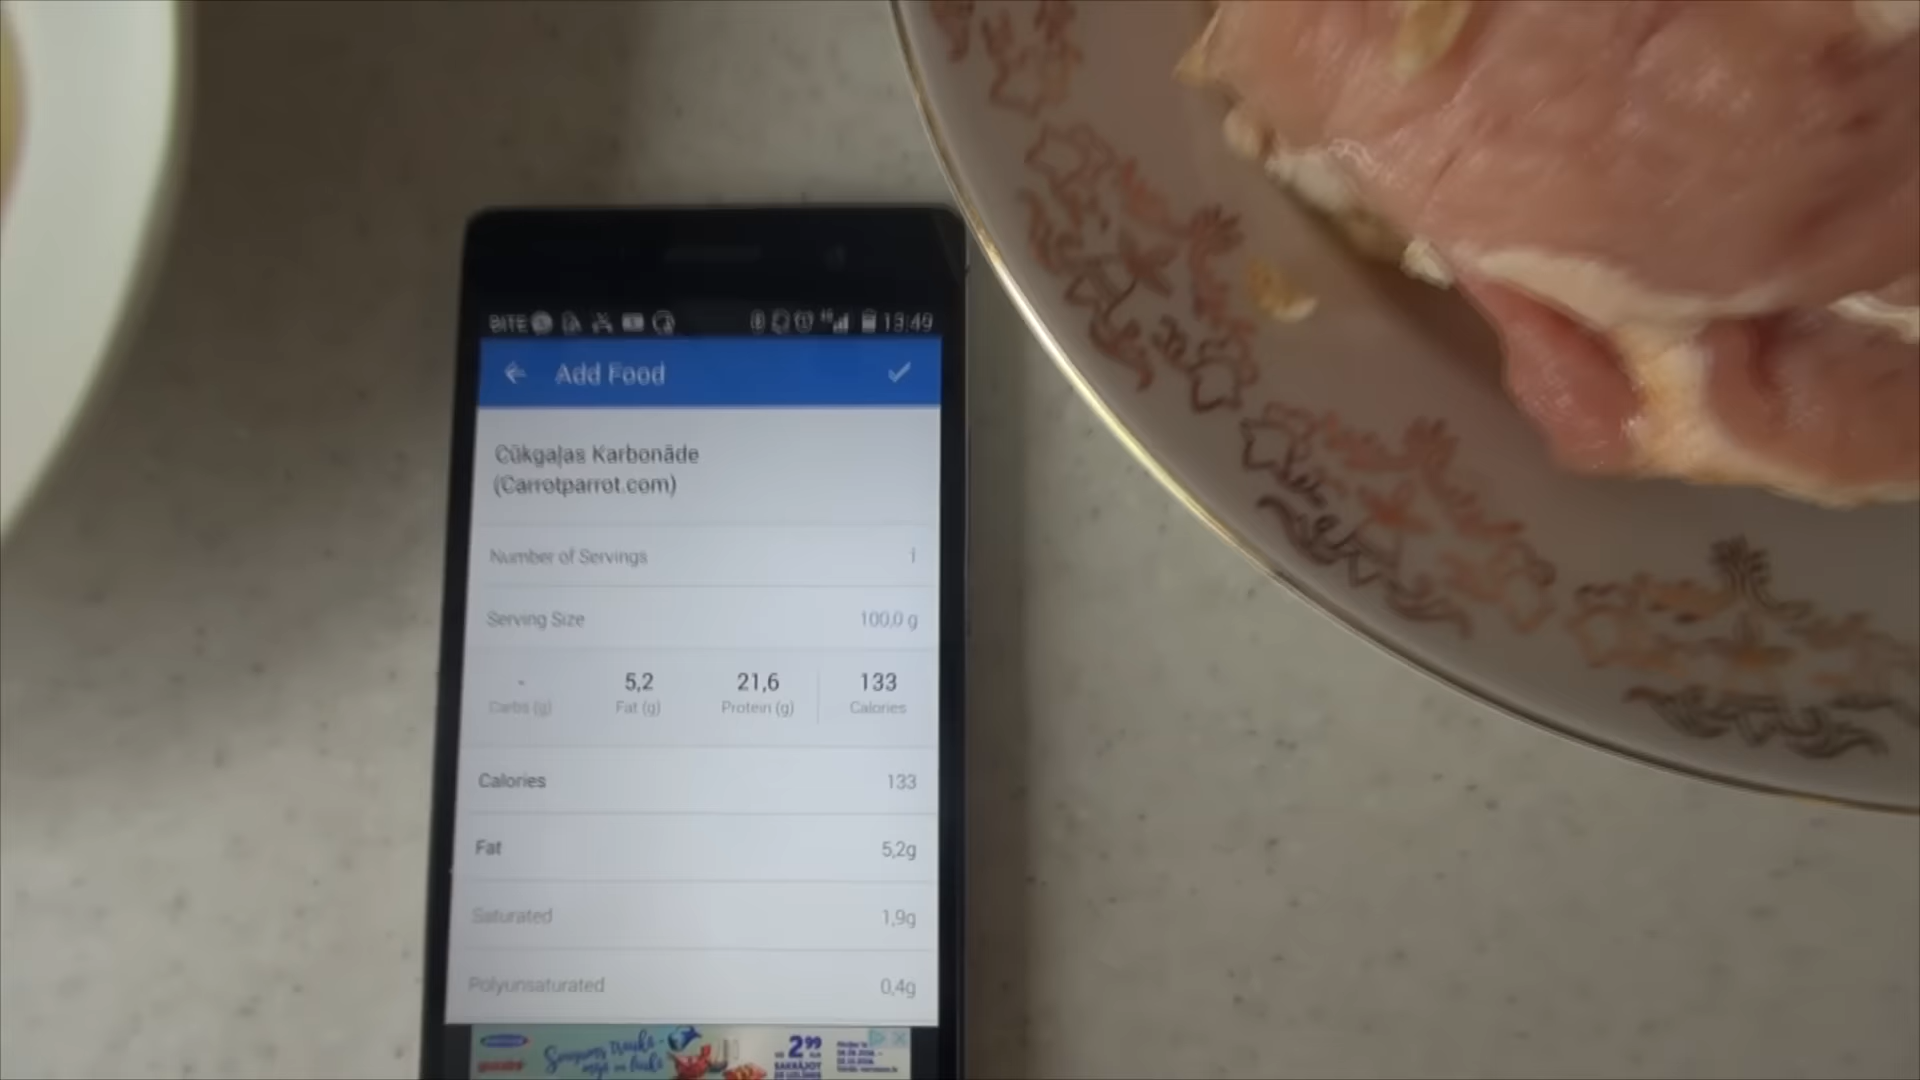 BITE 13:49
Add Food
Cūkgaļas Karbonāde
(Carrotparrot.com)
Number of Servings 1
Serving Size 100,0 g
- 5,2 21,6 133
Carbs (g) Fat (g) Protein (g) Calories
Calories 133
Fat 5,2g
Saturated 1,9g
Polyunsaturated 0,4g
2 99